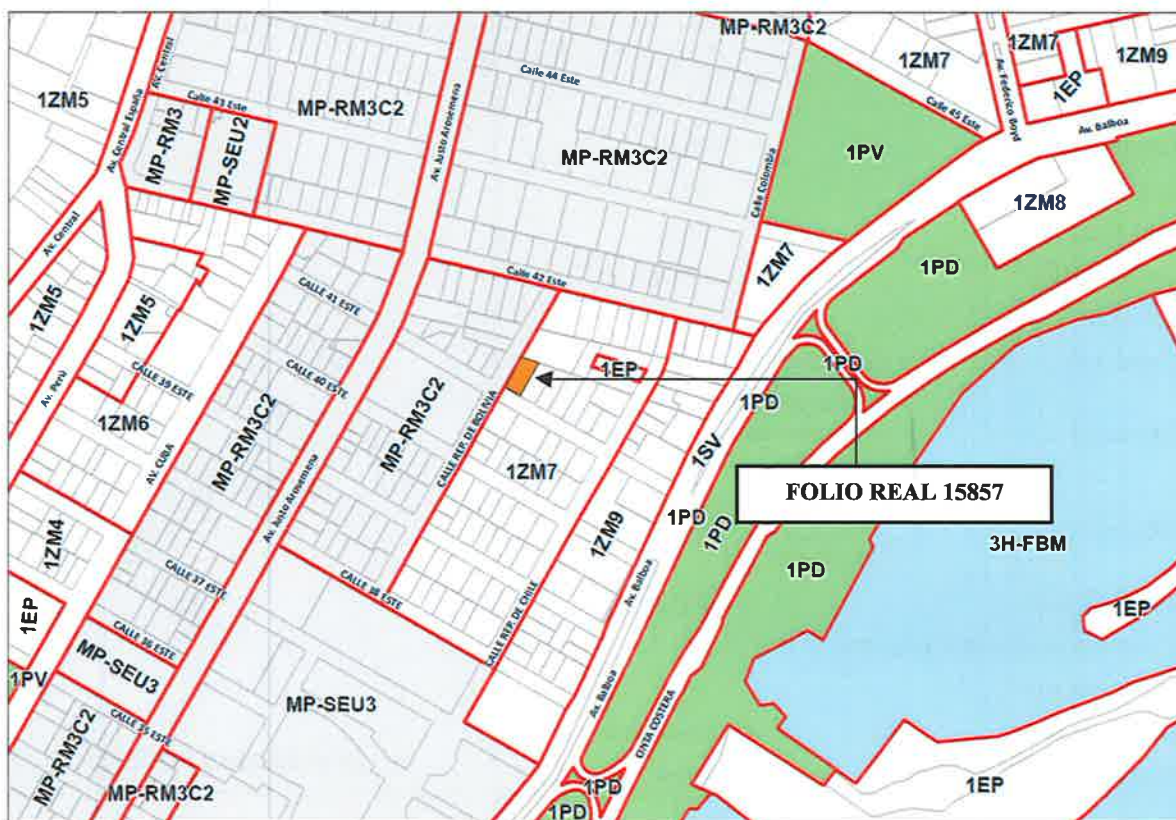 MP-RM3C2
1ZM7
1ZM7
1ZM9
1EP
Av. Federico Boyd
Calle 45 Este
Av. Balboa
1ZM5
Av. Central
Av. Central España
Calle 43 Este
MP-RM3
MP-SEU2
MP-RM3C2
Av. Justo Arosemena
Calle 44 Este
MP-RM3C2
Calle Colombia
1PV
1ZM8
1PD
1ZM7
Av. Central
1ZM5
1ZM5
CALLE 41 ESTE
Calle 42 Este
CALLE 39 ESTE
CALLE 40 ESTE
Av. Perú
1ZM6
AV. CUBA
MP-RM3C2
MP-RM3C2
CALLE REP. DE BOLIVIA
1EP
1PD
1PD
1ZM7
1SV
FOLIO REAL 15857
1ZM4
Av. Justo Arosemena
1ZM9
1PD
1PD
3H-FBM
1PD
CALLE 37 ESTE
CALLE 38 ESTE
Av. Balboa
1EP
CALLE REP. DE CHILE
1EP
CALLE 36 ESTE
MP-SEU3
1PV
MP-SEU3
Av. Balboa
CINTA COSTERA
CALLE 35 ESTE
MP-RM3C2
MP-RM3C2
1PD
1PD
1EP